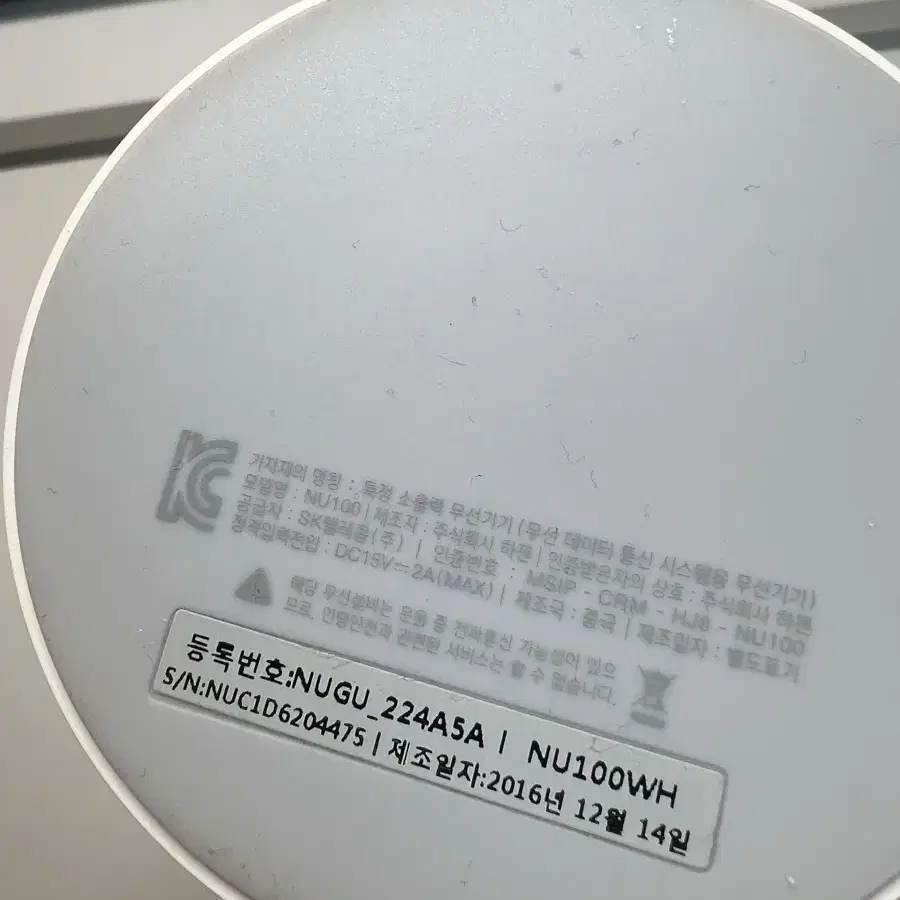 기자재의 명칭 : 특정 소출력 무선기기 (무선 데이터 통신 시스템용 무선기기)
모델명 : NU100 | 제조자 : 주식회사 하몬 | 인증받은자의 상호 : 주식회사 하몬
공급자 : SK텔레콤(주) | 인증번호 : MSIP - CRM - HJ6 - NU100
정격입력전압 : DC15V⎓2A(MAX) | 제조국 : 중국 | 제조일자 : 별도표기
해당 무선설비는 운용 중 전파혼신 가능성이 있으
므로, 인명안전과 관련된 서비스는 할 수 없습니다.
등록번호:NUGU_224A5A | NU100WH
S/N:NUC1D6204475 | 제조일자:2016년 12월 14일